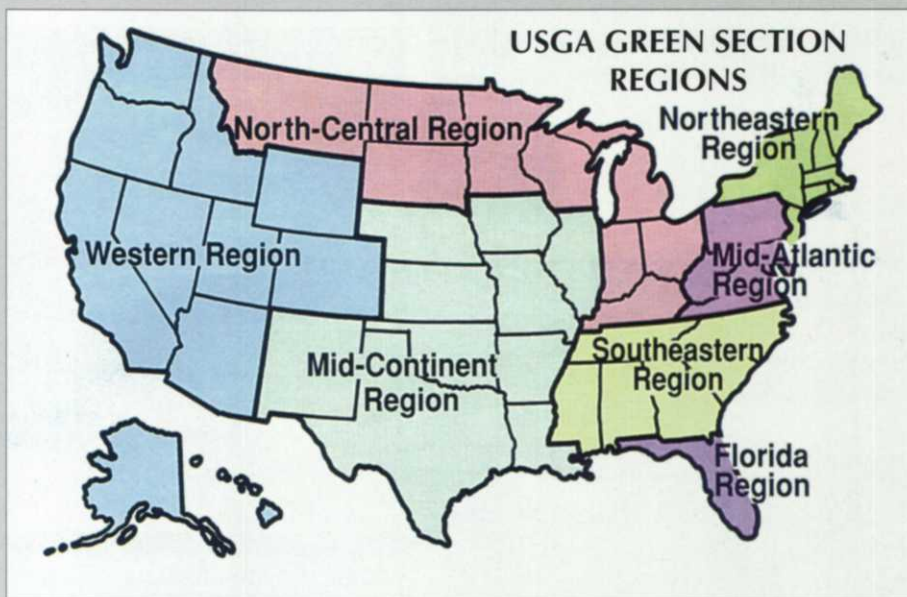 USGA GREEN SECTION
REGIONS
Northeastern
Region
North-Central Region
Western Region
Mid-Atlantic
Region
Mid-Continent
Region
Southeastern
Region
Florida
Region